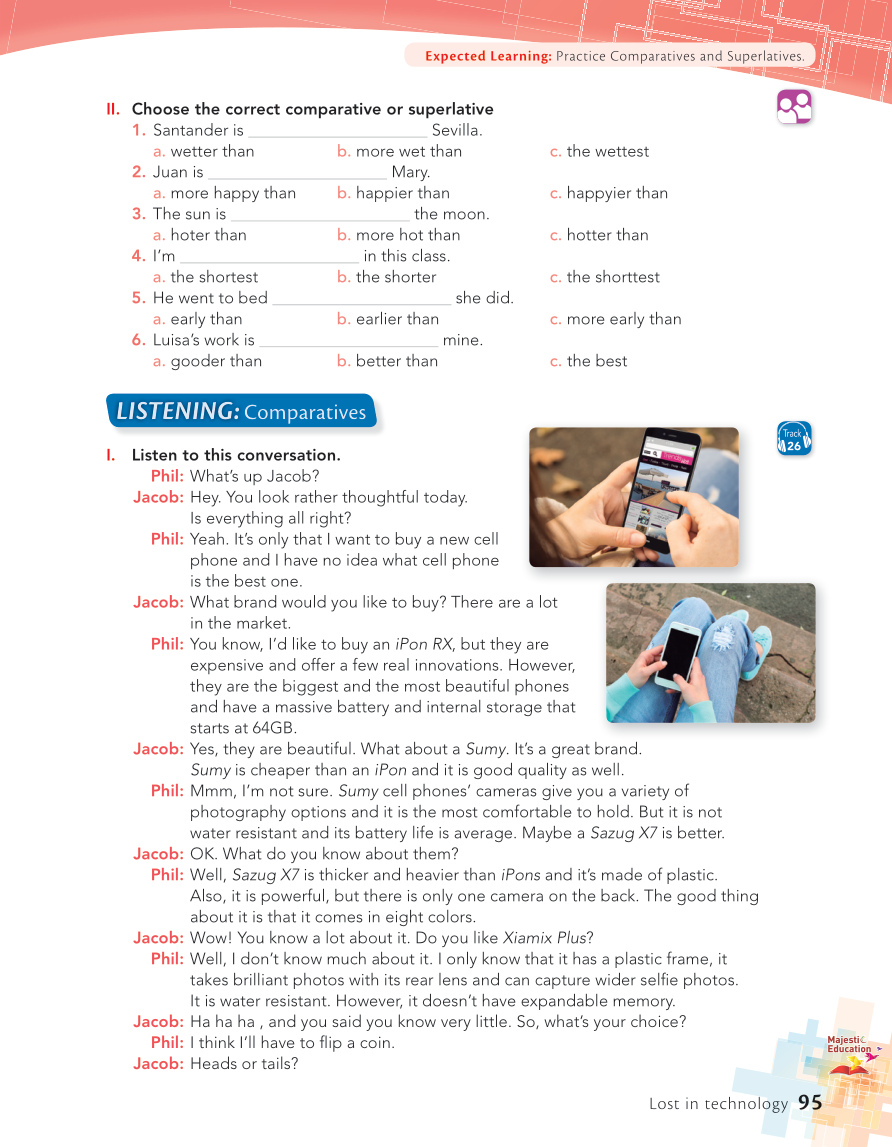 Expected Learning: Practice Comparatives and Superlatives.
II. Choose the correct comparative or superlative
1. Santander is ____________________ Sevilla.
a. wetter than b. more wet than c. the wettest
2. Juan is ____________________ Mary.
a. more happy than b. happier than c. happyier than
3. The sun is ____________________ the moon.
a. hoter than b. more hot than c. hotter than
4. I’m ____________________ in this class.
a. the shortest b. the shorter c. the shorttest
5. He went to bed ____________________ she did.
a. early than b. earlier than c. more early than
6. Luisa’s work is ____________________ mine.
a. gooder than b. better than c. the best
LISTENING: Comparatives
Track
26
I. Listen to this conversation.
Phil: What’s up Jacob?
Jacob: Hey. You look rather thoughtful today.
Is everything all right?
Phil: Yeah. It’s only that I want to buy a new cell
phone and I have no idea what cell phone
is the best one.
Jacob: What brand would you like to buy? There are a lot
in the market.
Phil: You know, I’d like to buy an iPon RX, but they are
expensive and offer a few real innovations. However,
they are the biggest and the most beautiful phones
and have a massive battery and internal storage that
starts at 64GB.
Jacob: Yes, they are beautiful. What about a Sumy. It’s a great brand.
Sumy is cheaper than an iPon and it is good quality as well.
Phil: Mmm, I’m not sure. Sumy cell phones’ cameras give you a variety of
photography options and it is the most comfortable to hold. But it is not
water resistant and its battery life is average. Maybe a Sazug X7 is better.
Jacob: OK. What do you know about them?
Phil: Well, Sazug X7 is thicker and heavier than iPons and it’s made of plastic.
Also, it is powerful, but there is only one camera on the back. The good thing
about it is that it comes in eight colors.
Jacob: Wow! You know a lot about it. Do you like Xiamix Plus?
Phil: Well, I don’t know much about it. I only know that it has a plastic frame, it
takes brilliant photos with its rear lens and can capture wider selfie photos.
It is water resistant. However, it doesn’t have expandable memory.
Jacob: Ha ha ha , and you said you know very little. So, what’s your choice?
Phil: I think I’ll have to flip a coin.
Jacob: Heads or tails?
Majestic
Education
Lost in technology 95